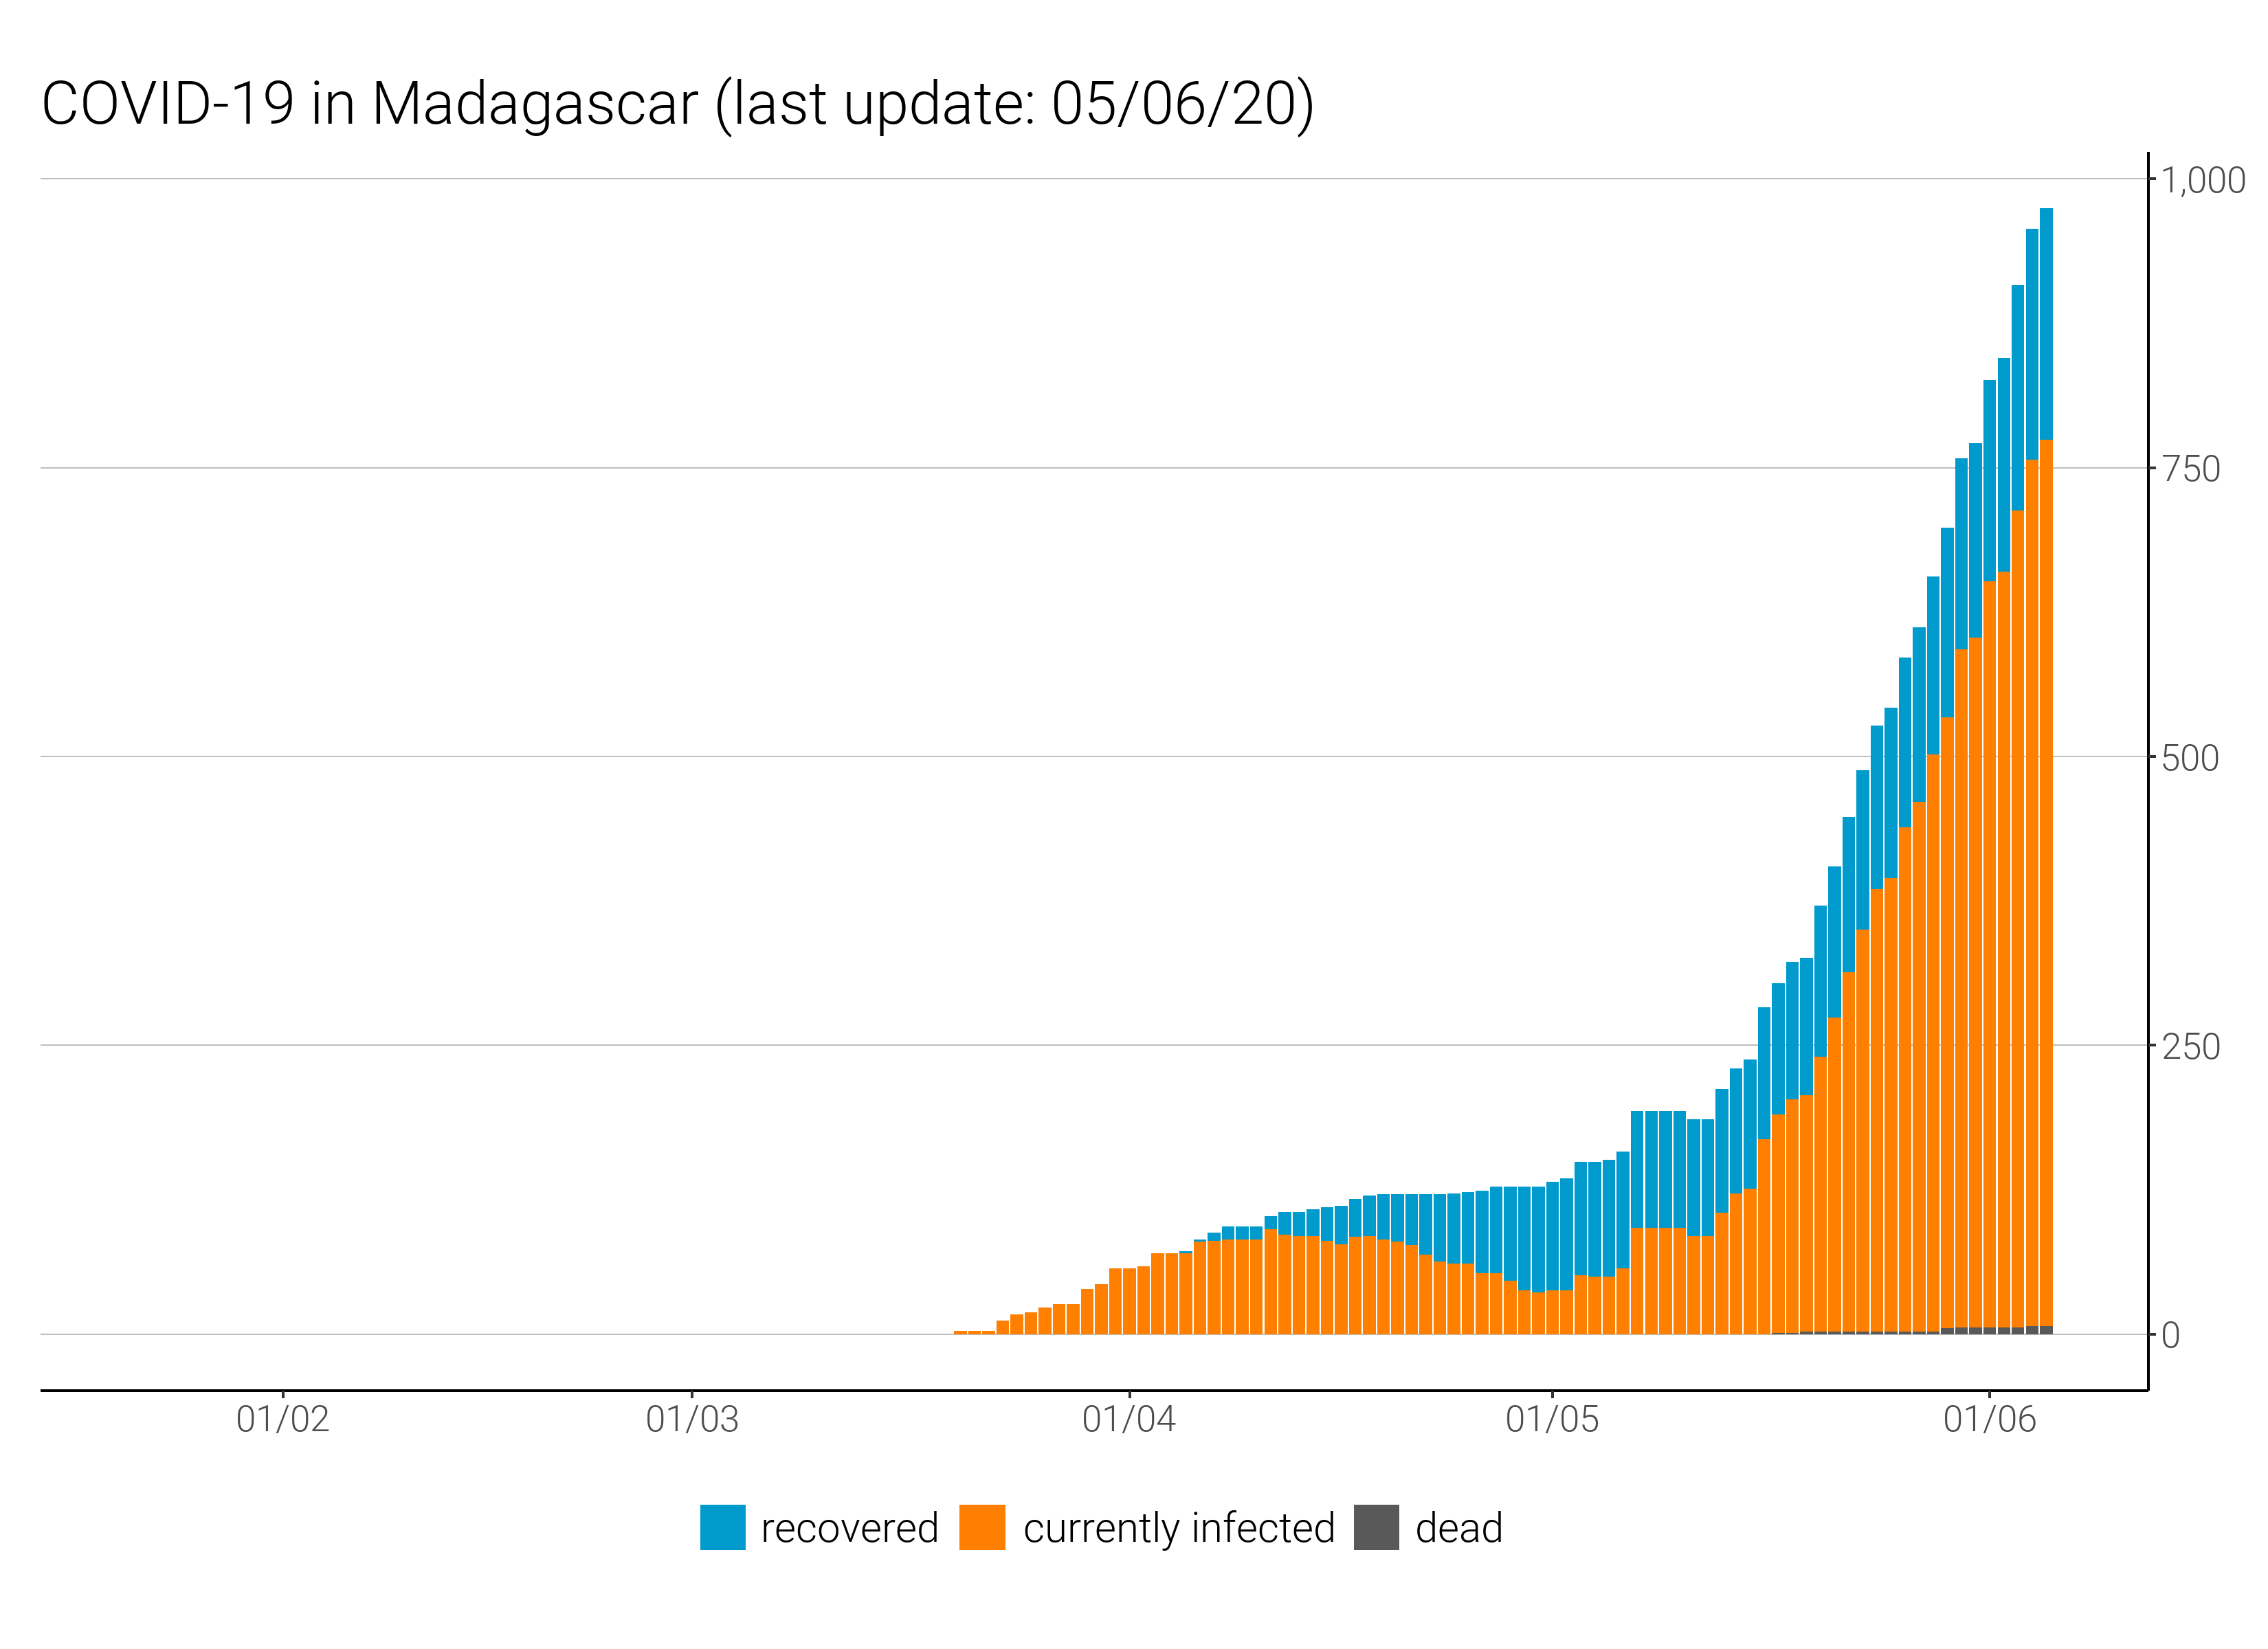 COVID-19 in Madagascar (last update: 05/06/20)
1,000
750
500
250
0
01/02 01/03 01/04 01/05 01/06
recovered currently infected dead